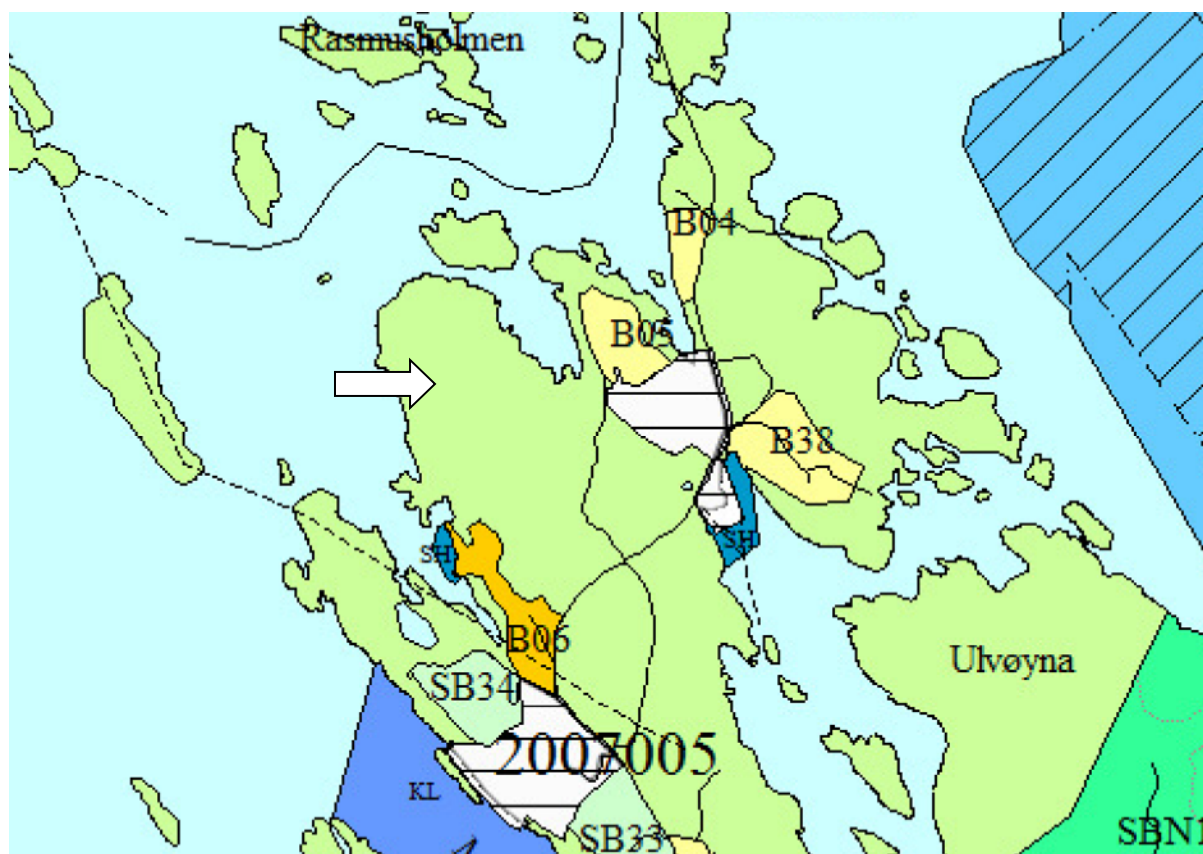 Rasmusholmen
B04
B05
B38
SH
SH
B06
Ulvøyna
SB34
2007005
KL
SB33
SBN1